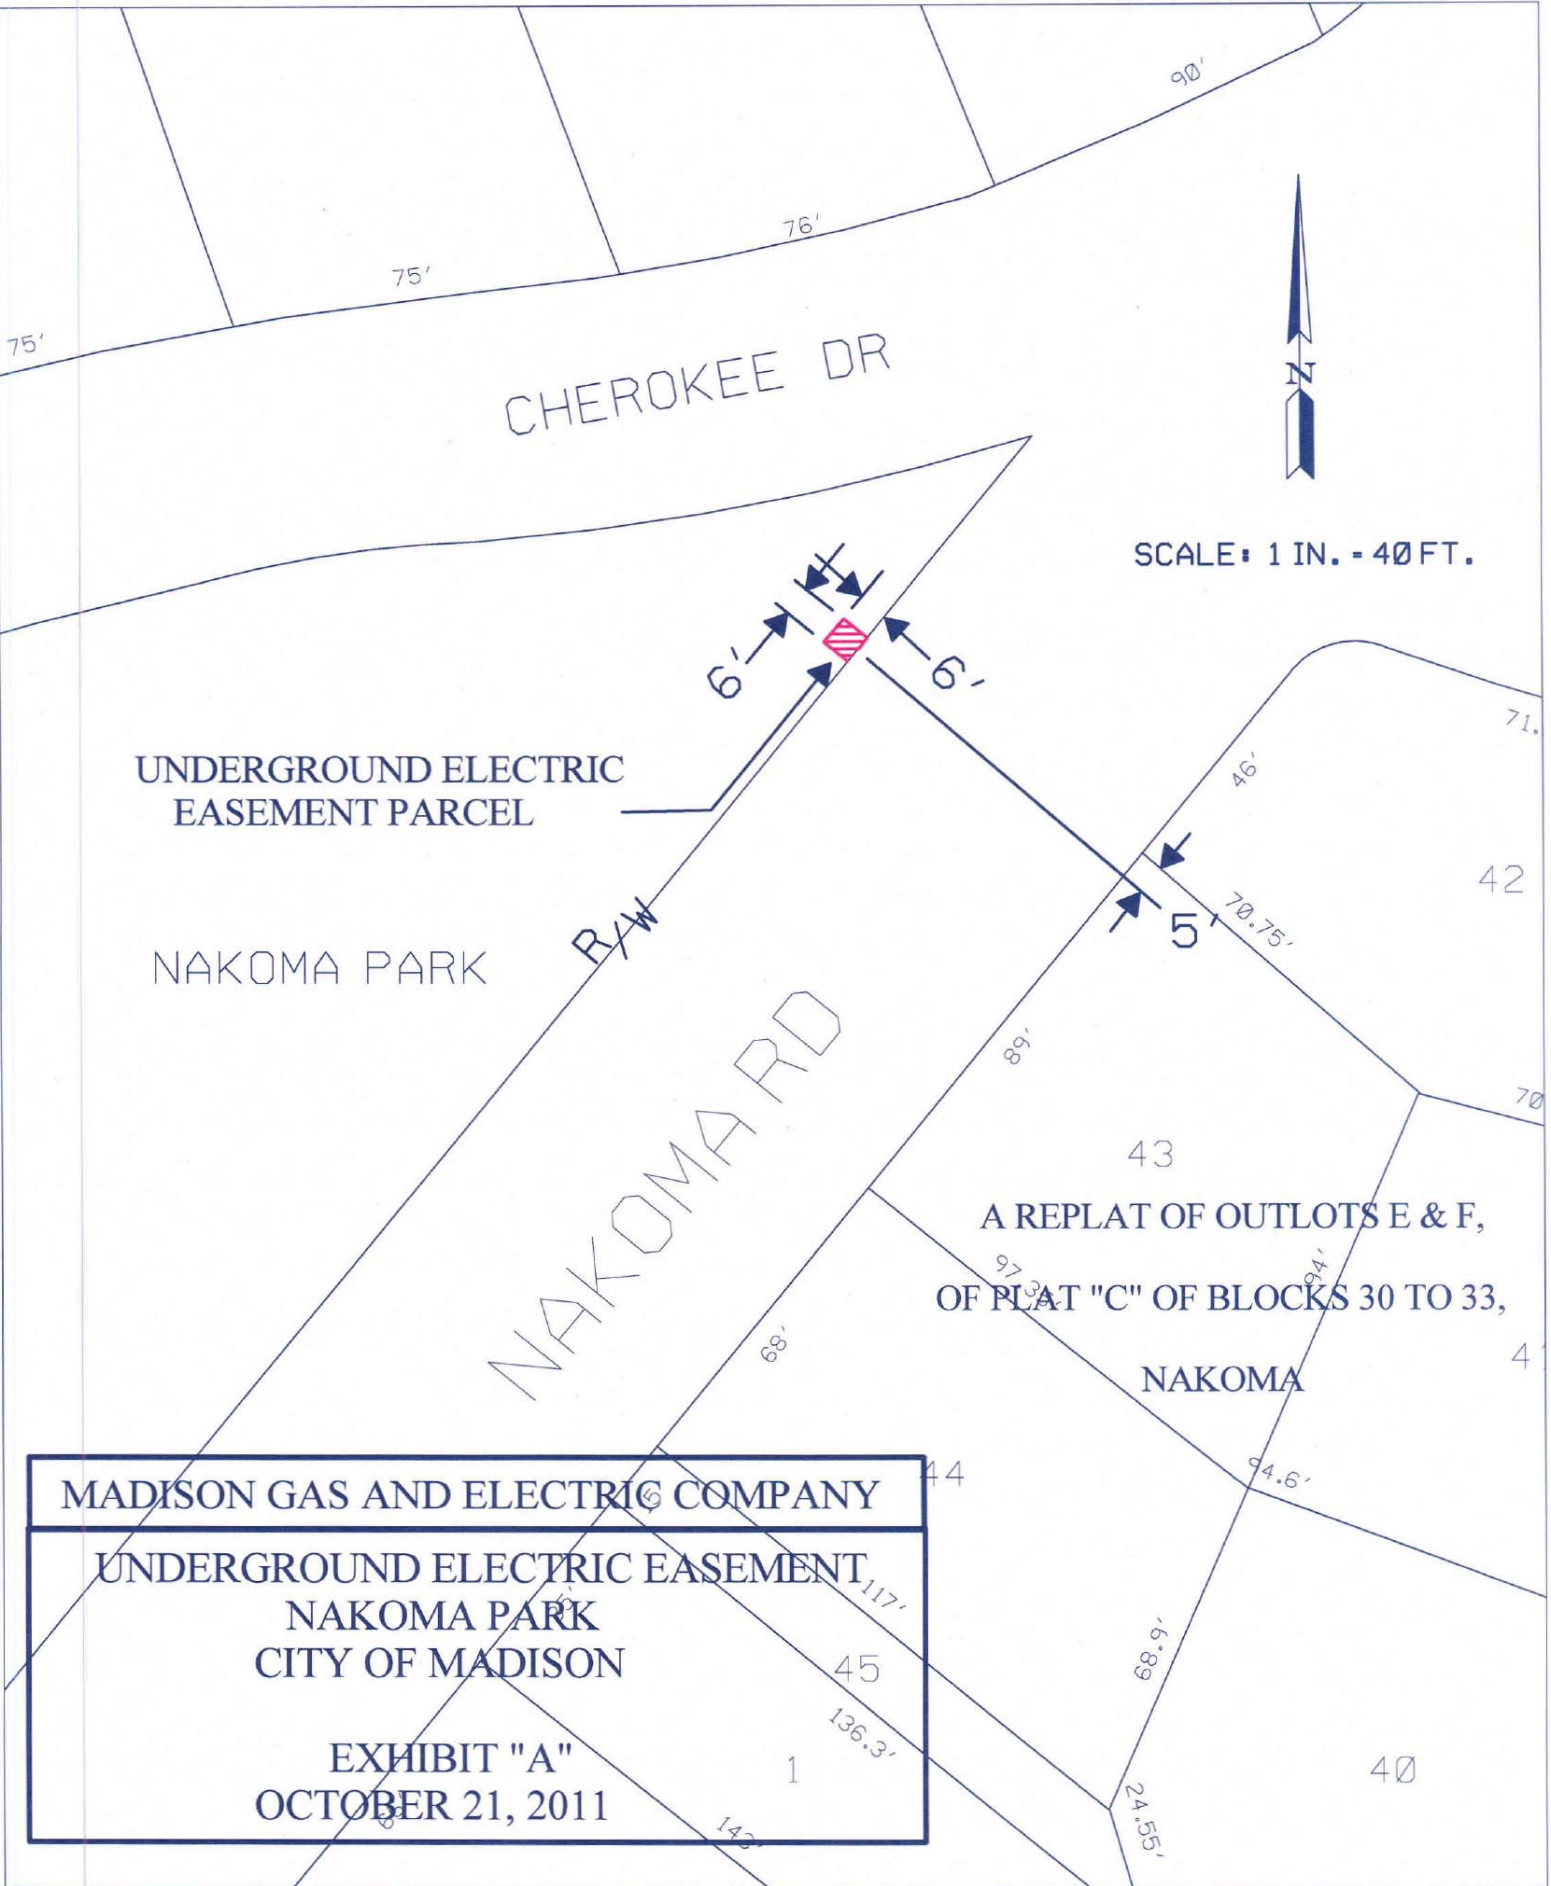 90'
76'
75'
75'
CHEROKEE DR
N
SCALE: 1 IN. = 40 FT.
6'
6'
71.
46'
UNDERGROUND ELECTRIC
EASEMENT PARCEL
42
70.75'
5'
R/W
NAKOMA PARK
89'
70
NAKOMA RD
43
A REPLAT OF OUTLOTS E & F,
94'
OF PLAT "C" OF BLOCKS 30 TO 33,
68'
4
NAKOMA
44
94.6'
MADISON GAS AND ELECTRIC COMPANY
UNDERGROUND ELECTRIC EASEMENT
117'
NAKOMA PARK
CITY OF MADISON
45
68.9'
136.3'
EXHIBIT "A"
1
40
OCTOBER 21, 2011
24.55'